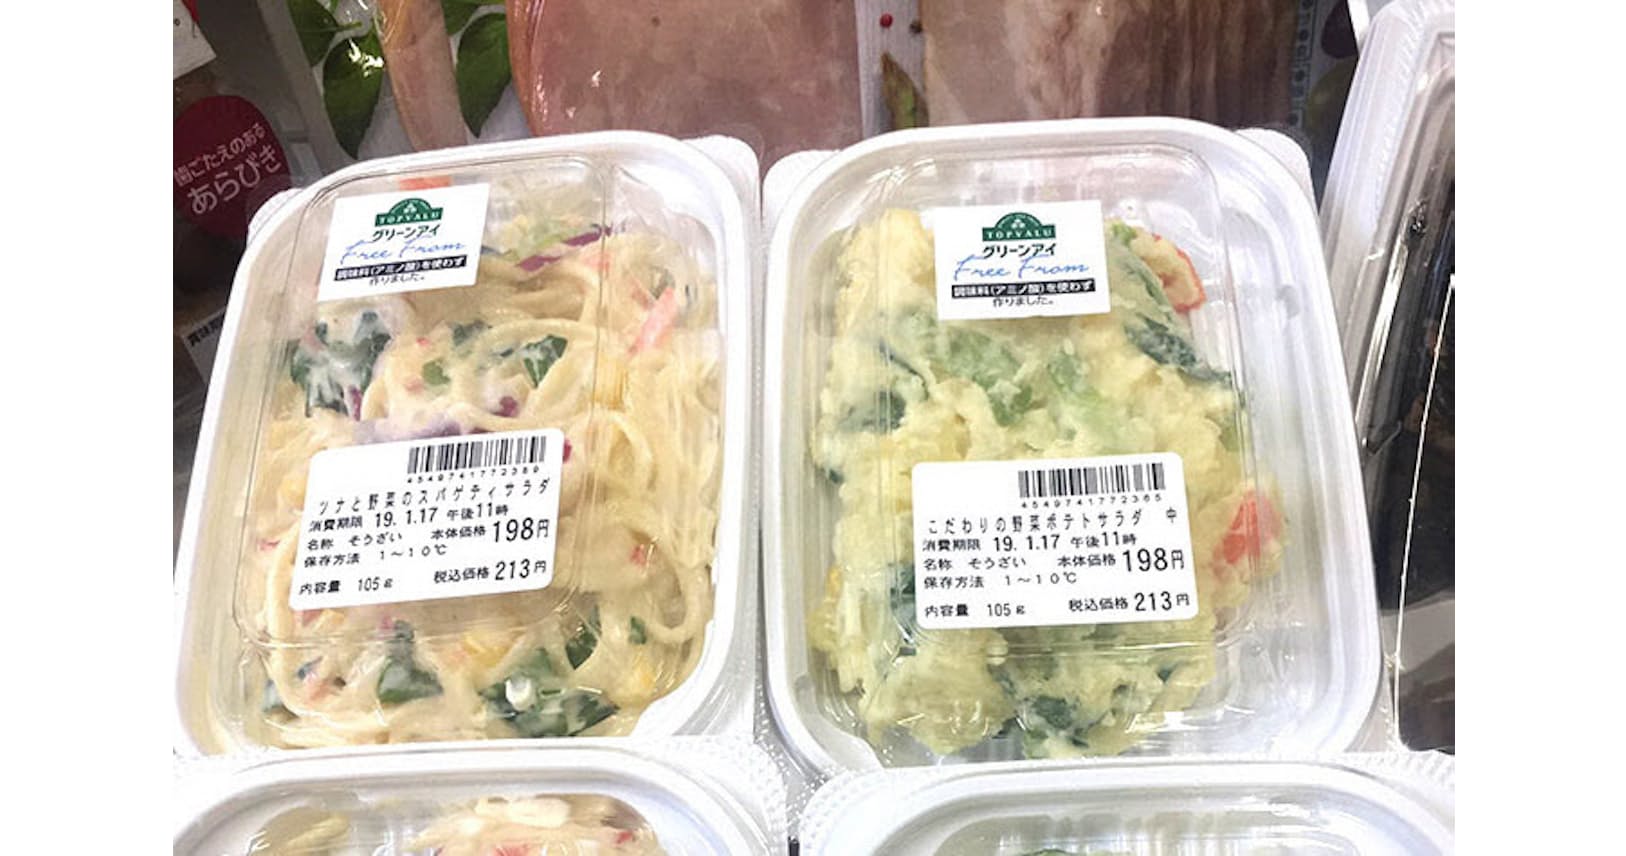 歯ごたえのある
あらびき
TOPVALU
グリーンアイ
Free From
調味料(アミノ酸)を使わず
作りました。
4549741772389
ツナと野菜のスパゲティサラダ
消費期限 19. 1.17 午後11時
名称 そうざい 本体価格 198円
保存方法 1～10℃
内容量 105g 税込価格 213円
TOPVALU
グリーンアイ
Free From
調味料(アミノ酸)を使わず
作りました。
4549741772365
こだわりの野菜ポテトサラダ 中
消費期限 19. 1.17 午後11時
名称 そうざい 本体価格 198円
保存方法 1～10℃
内容量 105g 税込価格 213円